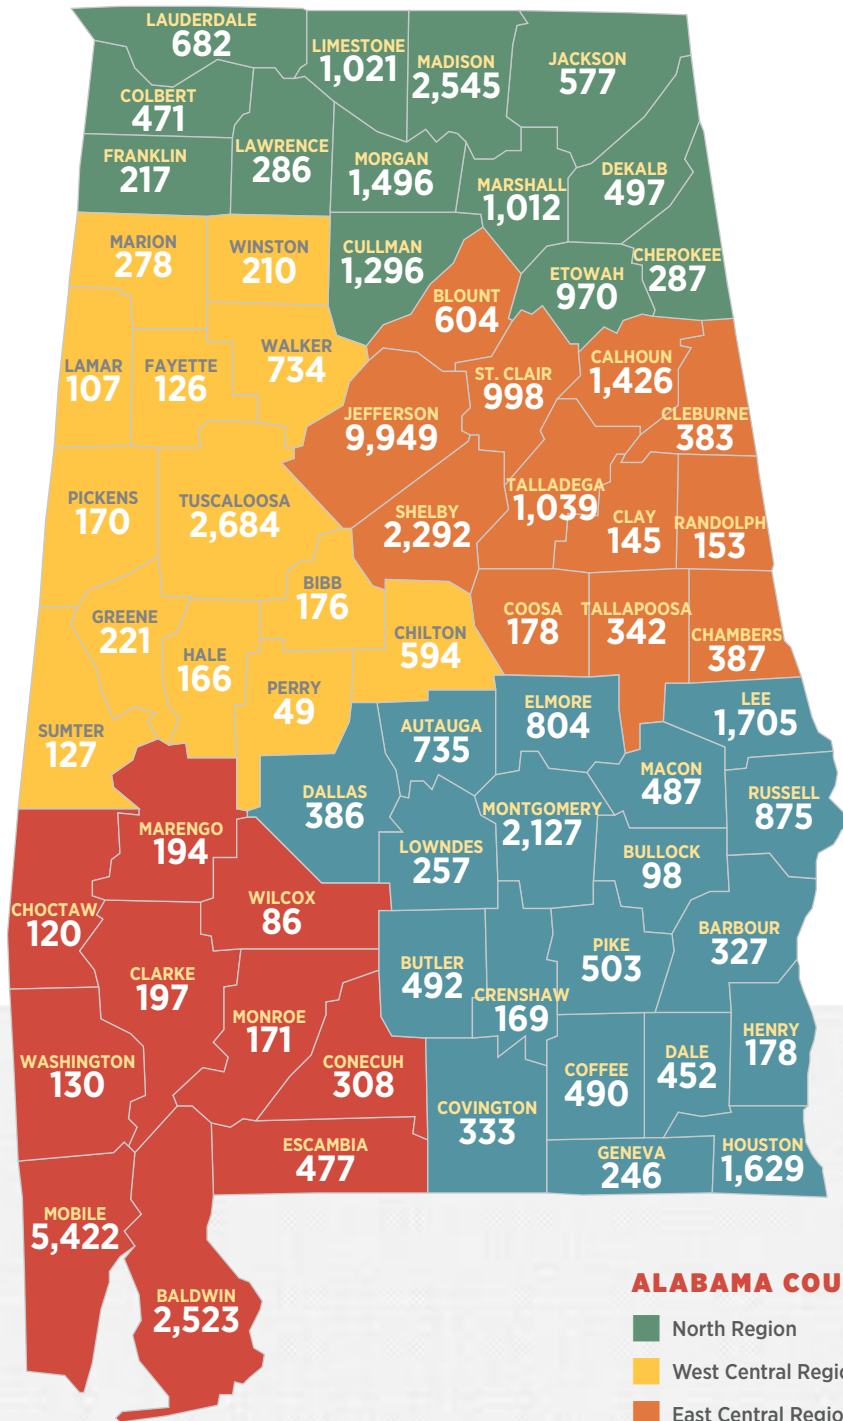 LAUDERDALE
682
LIMESTONE
1,021
MADISON
2,545
JACKSON
577
COLBERT
471
LAWRENCE
286
FRANKLIN
217
MORGAN
1,496
MARSHALL
1,012
DEKALB
497
MARION
278
WINSTON
210
CULLMAN
1,296
CHEROKEE
287
ETOWAH
970
BLOUNT
604
WALKER
734
LAMAR
107
FAYETTE
126
ST. CLAIR
998
CALHOUN
1,426
JEFFERSON
9,949
CLEBURNE
383
PICKENS
170
TUSCALOOSA
2,684
SHELBY
2,292
TALLADEGA
1,039
CLAY
145
RANDOLPH
153
BIBB
176
GREENE
221
HALE
166
CHILTON
594
COOSA
178
TALLAPOOSA
342
CHAMBERS
387
PERRY
49
SUMTER
127
AUTAUGA
735
ELMORE
804
LEE
1,705
DALLAS
386
MACON
487
RUSSELL
875
MONTGOMERY
2,127
MARENGO
194
LOWNDES
257
BULLOCK
98
CHOCTAW
120
WILCOX
86
BARBOUR
327
PIKE
503
BUTLER
492
CLARKE
197
CRENSHAW
169
MONROE
171
HENRY
178
WASHINGTON
130
CONECUH
308
COFFEE
490
DALE
452
COVINGTON
333
ESCAMBIA
477
GENEVA
246
HOUSTON
1,629
MOBILE
5,422
BALDWIN
2,523
ALABAMA COU
North Region
West Central Regio
East Central Regio